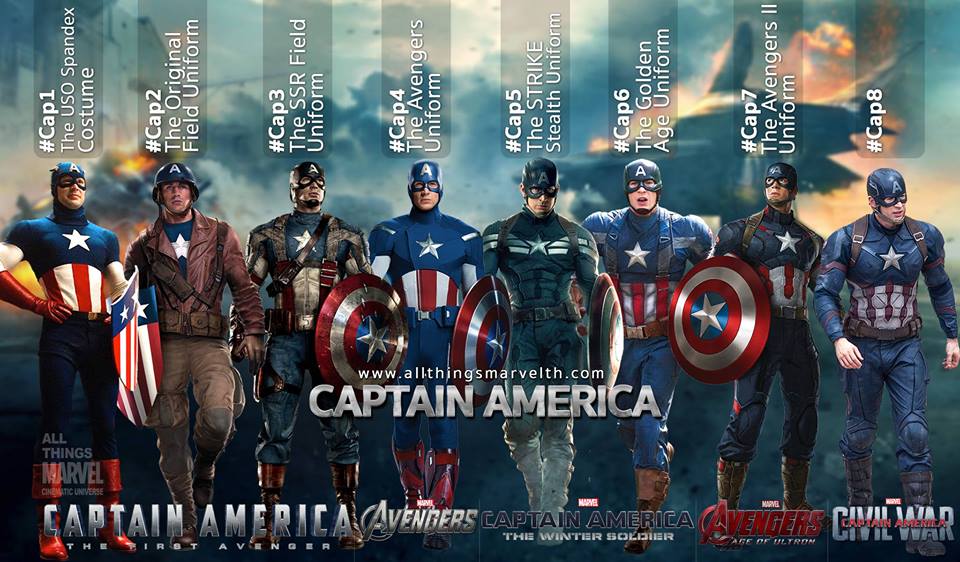 #Cap1
The USO Spandex
Costume
#Cap2
The Original
Field Uniform
#Cap3
The SSR Field
Uniform
#Cap4
The Avengers
Uniform
#Cap5
The STRIKE
Stealth Uniform
#Cap6
The Golden
Age Uniform
#Cap7
The Avengers II
Uniform
#Cap8
A
A
A
A
A
A
A
A
www.allthingsmarvelth.com
CAPTAIN AMERICA
ALL
THINGS
MARVEL
CINEMATIC UNIVERSE
CAPTAIN AMERICA
THE FIRST AVENGER
MARVEL
AVENGERS
MARVEL
CAPTAIN AMERICA
THE WINTER SOLDIER
MARVEL
AVENGERS
AGE OF ULTRON
MARVEL
CAPTAIN AMERICA
CIVIL WAR